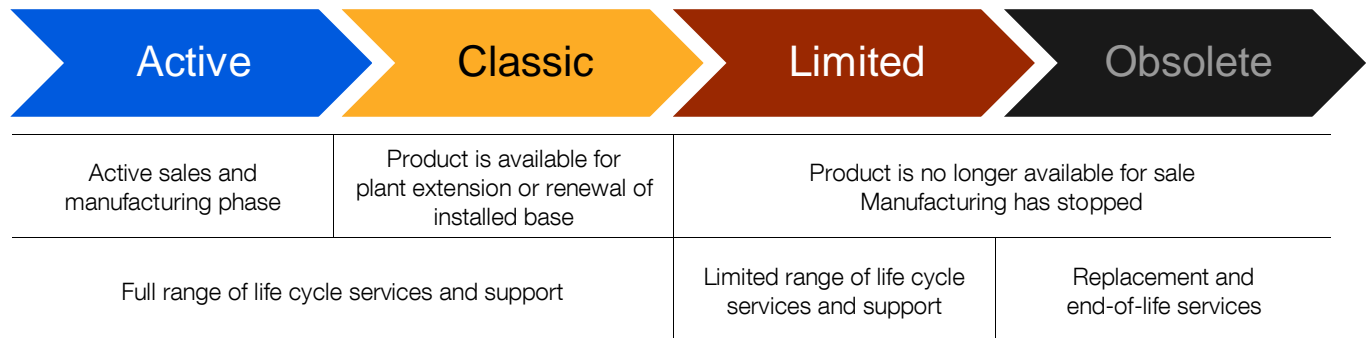 Active
Classic
Limited
Obsolete
Active sales and
manufacturing phase
Product is available for
plant extension or renewal of
installed base
Product is no longer available for sale
Manufacturing has stopped
Full range of life cycle services and support
Limited range of life cycle
services and support
Replacement and
end-of-life services